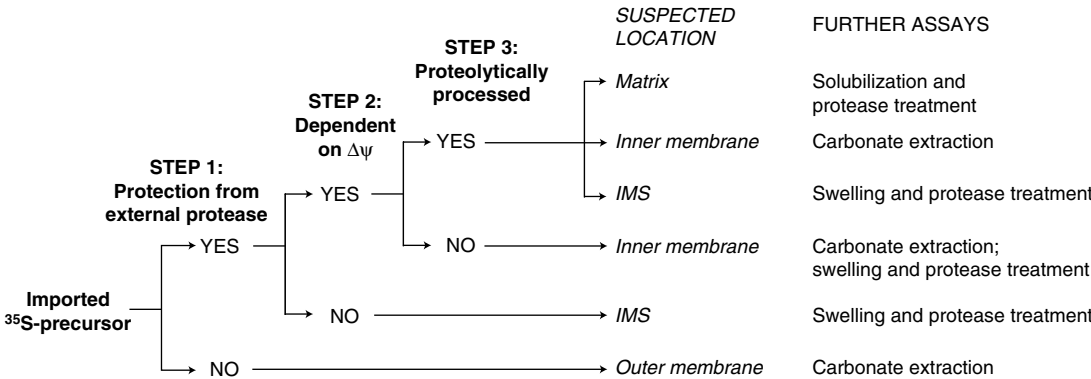 SUSPECTED
LOCATION
FURTHER ASSAYS
STEP 3:
Proteolytically
processed
Matrix
Solubilization and
protease treatment
STEP 2:
Dependent
on Δψ
YES
Inner membrane
Carbonate extraction
STEP 1:
Protection from
external protease
YES
IMS
Swelling and protease treatment
YES
NO
Inner membrane
Carbonate extraction;
swelling and protease treatment
Imported
³⁵S-precursor
NO
IMS
Swelling and protease treatment
NO
Outer membrane
Carbonate extraction